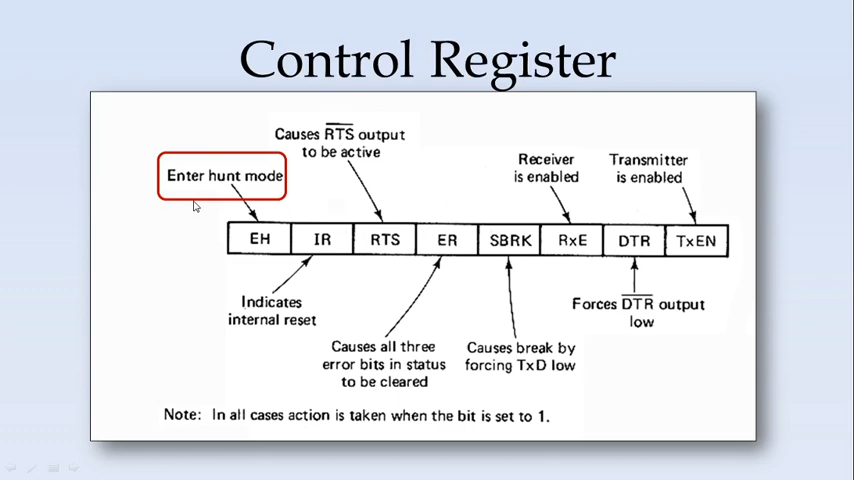 Control Register
Causes RTS output
to be active
Enter hunt mode
Receiver
is enabled
Transmitter
is enabled
EH IR RTS ER SBRK RxE DTR TxEN
Indicates
internal reset
Forces DTR output
low
Causes all three
error bits in status
to be cleared
Causes break by
forcing TxD low
Note: In all cases action is taken when the bit is set to 1.